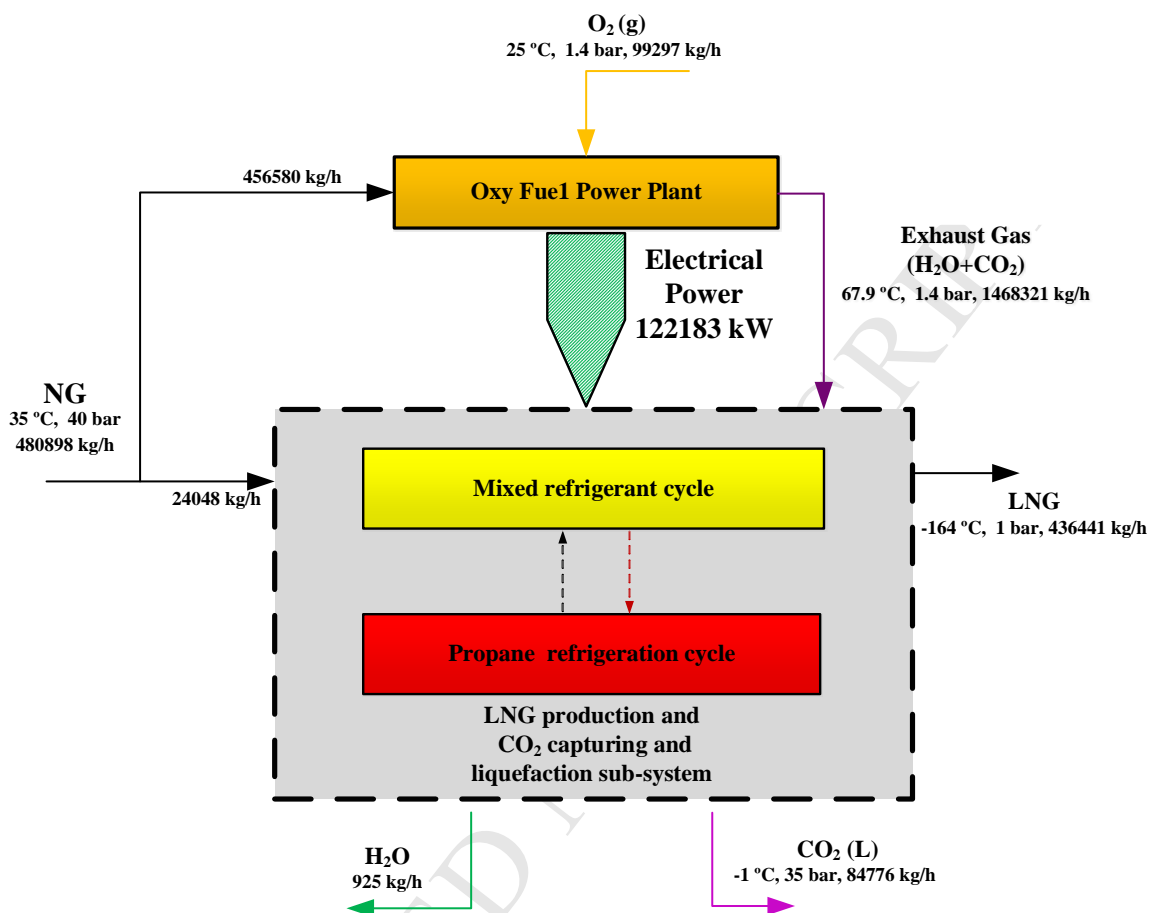 O₂ (g)
25 ºC, 1.4 bar, 99297 kg/h
456580 kg/h
Oxy Fue1 Power Plant
Electrical
Power
122183 kW
Exhaust Gas
(H₂O+CO₂)
67.9 ºC, 1.4 bar, 1468321 kg/h
NG
35 ºC, 40 bar
480898 kg/h
24048 kg/h
Mixed refrigerant cycle
LNG
-164 ºC, 1 bar, 436441 kg/h
Propane refrigeration cycle
LNG production and
CO₂ capturing and
liquefaction sub-system
H₂O
925 kg/h
CO₂ (L)
-1 ºC, 35 bar, 84776 kg/h